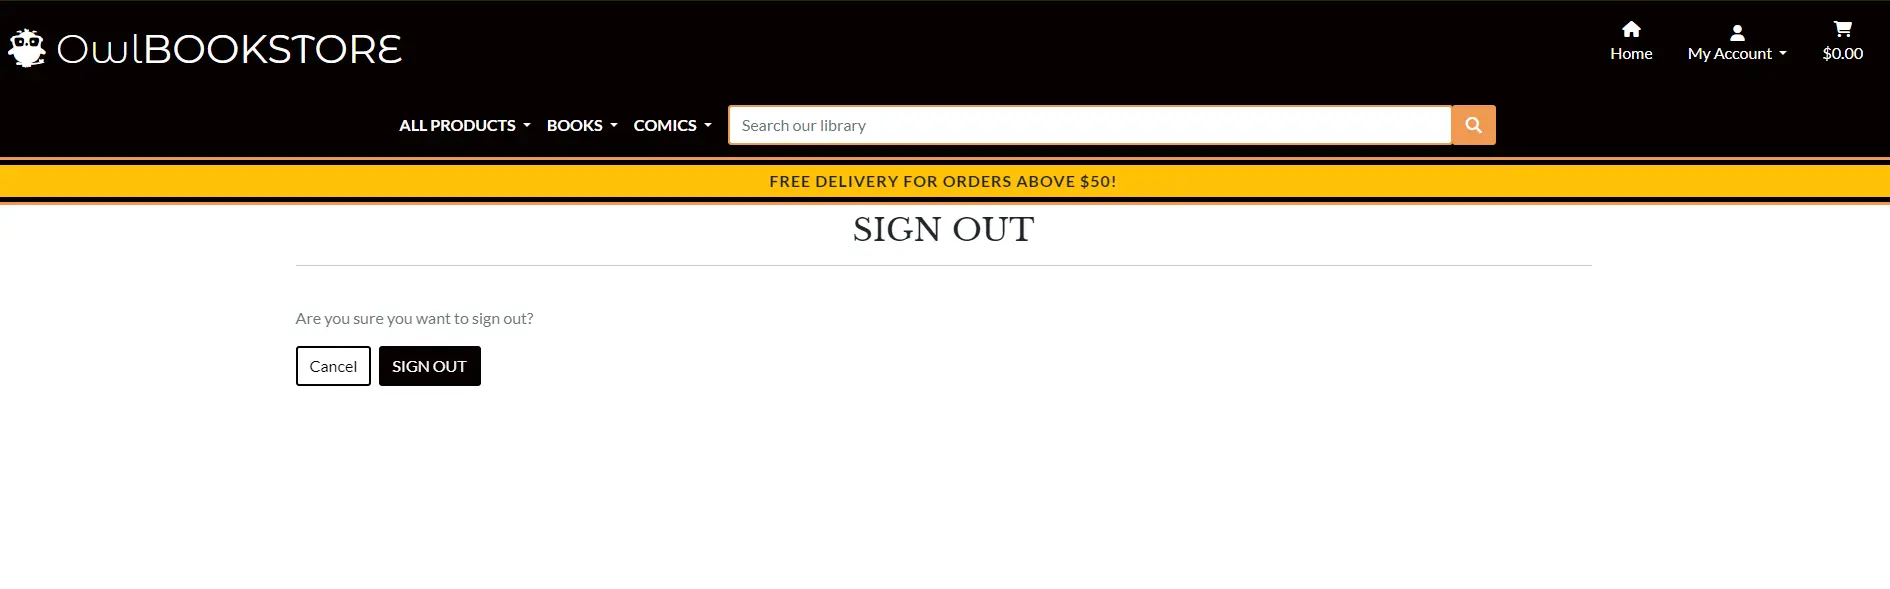 OwlBOOKSTORE
Home
My Account
$0.00
ALL PRODUCTS
BOOKS
COMICS
Search our library
FREE DELIVERY FOR ORDERS ABOVE $50!
SIGN OUT
Are you sure you want to sign out?
Cancel
SIGN OUT